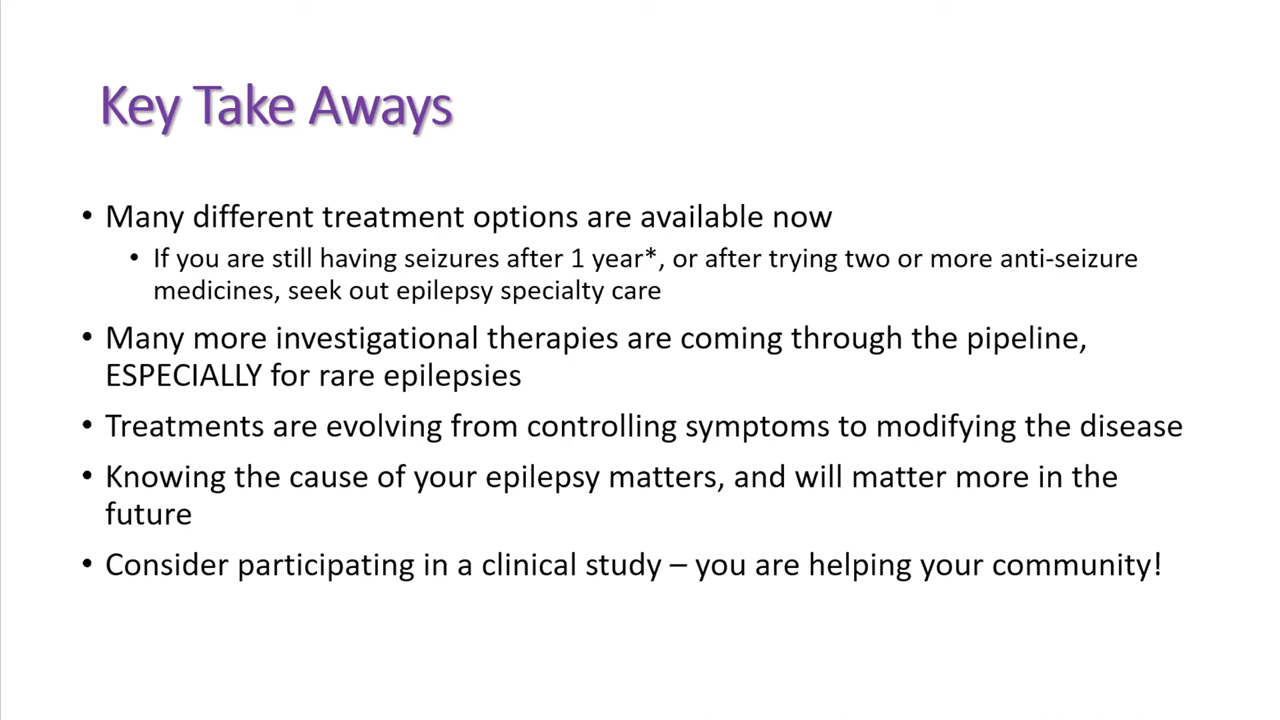 Key Take Aways
• Many different treatment options are available now
• If you are still having seizures after 1 year*, or after trying two or more anti-seizure
medicines, seek out epilepsy specialty care
• Many more investigational therapies are coming through the pipeline,
ESPECIALLY for rare epilepsies
• Treatments are evolving from controlling symptoms to modifying the disease
• Knowing the cause of your epilepsy matters, and will matter more in the
future
• Consider participating in a clinical study – you are helping your community!